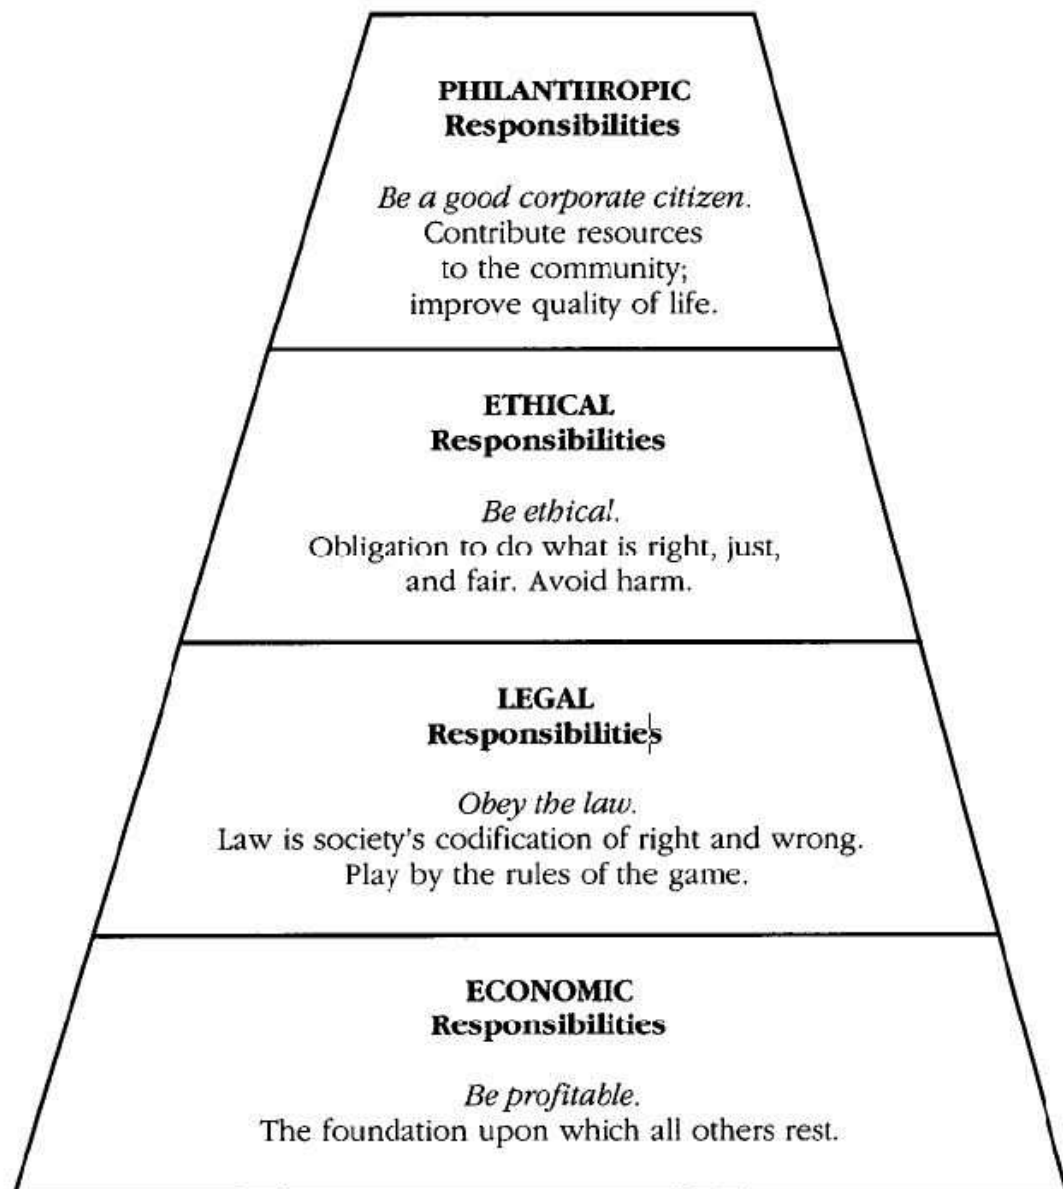 PHILANTHROPIC
Responsibilities
Be a good corporate citizen.
Contribute resources
to the community;
improve quality of life.
ETHICAL
Responsibilities
Be ethical.
Obligation to do what is right, just,
and fair. Avoid harm.
LEGAL
Responsibilities
Obey the law.
Law is society's codification of right and wrong.
Play by the rules of the game.
ECONOMIC
Responsibilities
Be profitable.
The foundation upon which all others rest.